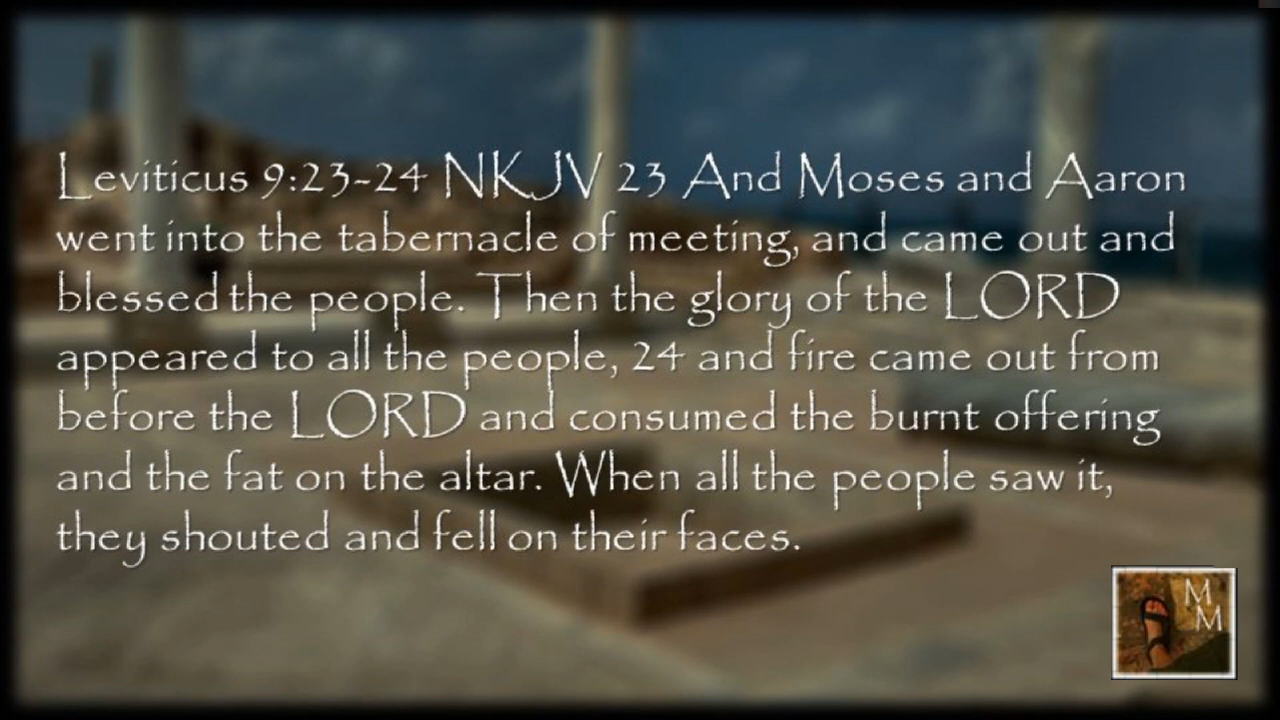 Leviticus 9:23-24 NKJV 23 And Moses and Aaron
went into the tabernacle of meeting, and came out and
blessed the people. Then the glory of the LORD
appeared to all the people, 24 and fire came out from
before the LORD and consumed the burnt offering
and the fat on the altar. When all the people saw it,
they shouted and fell on their faces.
M
M